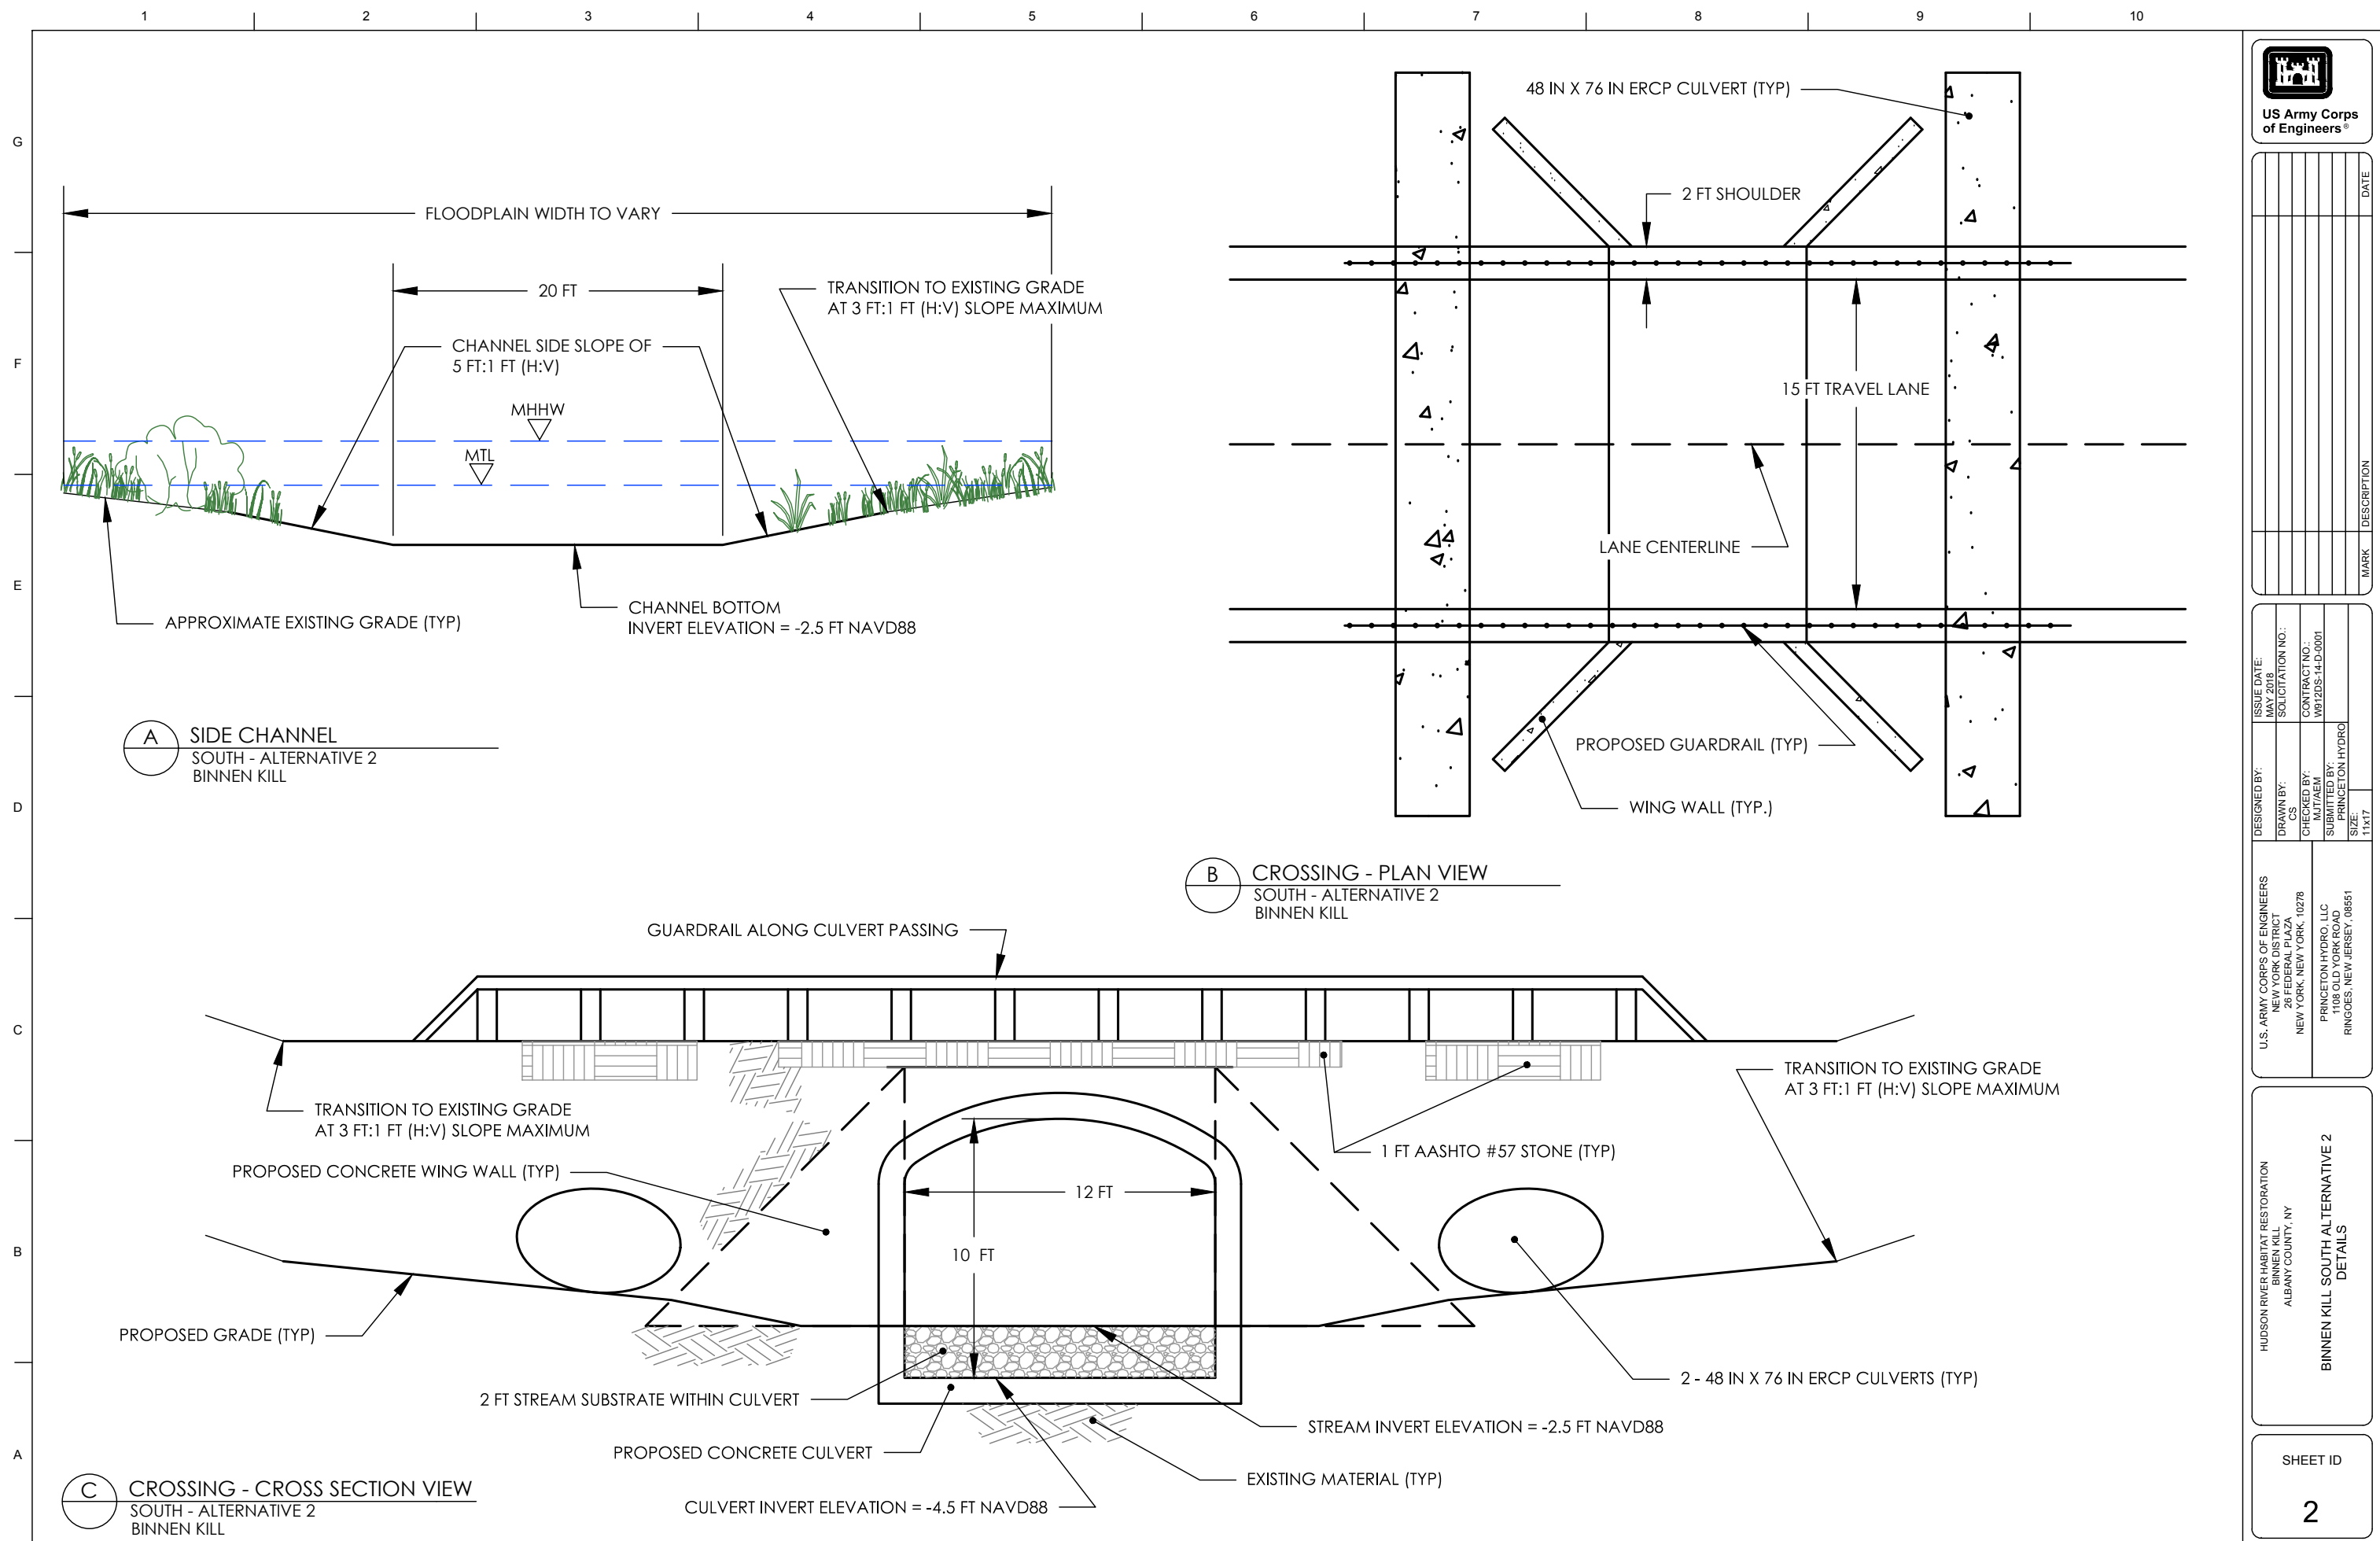 1 2 3 4 5 6 7 8 9 10
G
F
E
D
C
B
A
FLOODPLAIN WIDTH TO VARY
20 FT
TRANSITION TO EXISTING GRADE
AT 3 FT:1 FT (H:V) SLOPE MAXIMUM
CHANNEL SIDE SLOPE OF
5 FT:1 FT (H:V)
MHHW
MTL
APPROXIMATE EXISTING GRADE (TYP)
CHANNEL BOTTOM
INVERT ELEVATION = -2.5 FT NAVD88
A SIDE CHANNEL
SOUTH - ALTERNATIVE 2
BINNEN KILL
48 IN X 76 IN ERCP CULVERT (TYP)
2 FT SHOULDER
15 FT TRAVEL LANE
LANE CENTERLINE
PROPOSED GUARDRAIL (TYP)
WING WALL (TYP.)
B CROSSING - PLAN VIEW
SOUTH - ALTERNATIVE 2
BINNEN KILL
GUARDRAIL ALONG CULVERT PASSING
TRANSITION TO EXISTING GRADE
AT 3 FT:1 FT (H:V) SLOPE MAXIMUM
TRANSITION TO EXISTING GRADE
AT 3 FT:1 FT (H:V) SLOPE MAXIMUM
PROPOSED CONCRETE WING WALL (TYP)
1 FT AASHTO #57 STONE (TYP)
12 FT
10 FT
PROPOSED GRADE (TYP)
2 FT STREAM SUBSTRATE WITHIN CULVERT
2 - 48 IN X 76 IN ERCP CULVERTS (TYP)
STREAM INVERT ELEVATION = -2.5 FT NAVD88
PROPOSED CONCRETE CULVERT
EXISTING MATERIAL (TYP)
CULVERT INVERT ELEVATION = -4.5 FT NAVD88
C CROSSING - CROSS SECTION VIEW
SOUTH - ALTERNATIVE 2
BINNEN KILL
US Army Corps
of Engineers®
MARK DESCRIPTION DATE
DESIGNED BY:
ISSUE DATE:
MAY 2018
DRAWN BY:
CS
SOLICITATION NO.:
CHECKED BY:
MJT/AEM
CONTRACT NO.:
W912DS-14-D-0001
SUBMITTED BY:
PRINCETON HYDRO
SIZE:
11x17
U.S. ARMY CORPS OF ENGINEERS
NEW YORK DISTRICT
26 FEDERAL PLAZA
NEW YORK, NEW YORK, 10278
PRINCETON HYDRO, LLC
1108 OLD YORK ROAD
RINGOES, NEW JERSEY, 08551
HUDSON RIVER HABITAT RESTORATION
BINNEN KILL
ALBANY COUNTY, NY
BINNEN KILL SOUTH ALTERNATIVE 2
DETAILS
SHEET ID
2